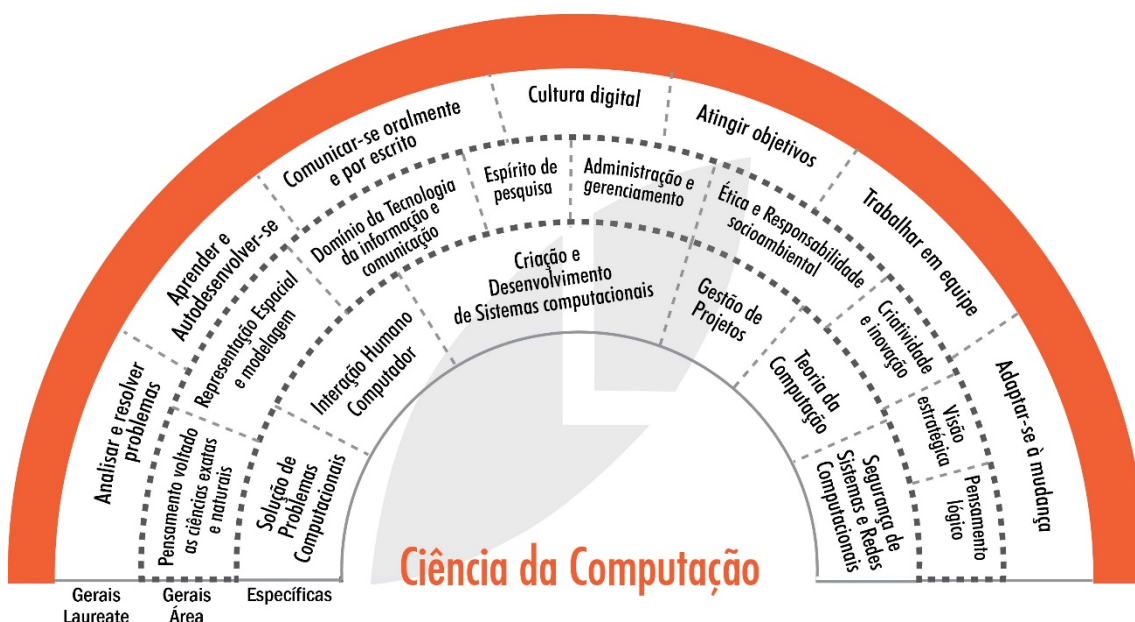 Analisar e resolver
problemas
Aprender e
Autodesenvolver-se
Comunicar-se oralmente
e por escrito
Cultura digital
Atingir objetivos
Trabalhar em equipe
Adaptar-se à mudança
Pensamento voltado
as ciências exatas
e naturais
Representação Espacial
e modelagem
Domínio da Tecnologia
da informação e
comunicação
Espírito de
pesquisa
Administração e
gerenciamento
Ética e Responsabilidade
socioambiental
Criatividade
e inovação
Visão
estratégica
Pensamento
lógico
Solução de
Problemas
Computacionais
Interação Humano
Computador
Criação e
Desenvolvimento
de Sistemas computacionais
Gestão de
Projetos
Teoria da
Computação
Segurança de
Sistemas e Redes
Computacionais
Ciência da Computação
Gerais
Laureate
Gerais
Área
Específicas